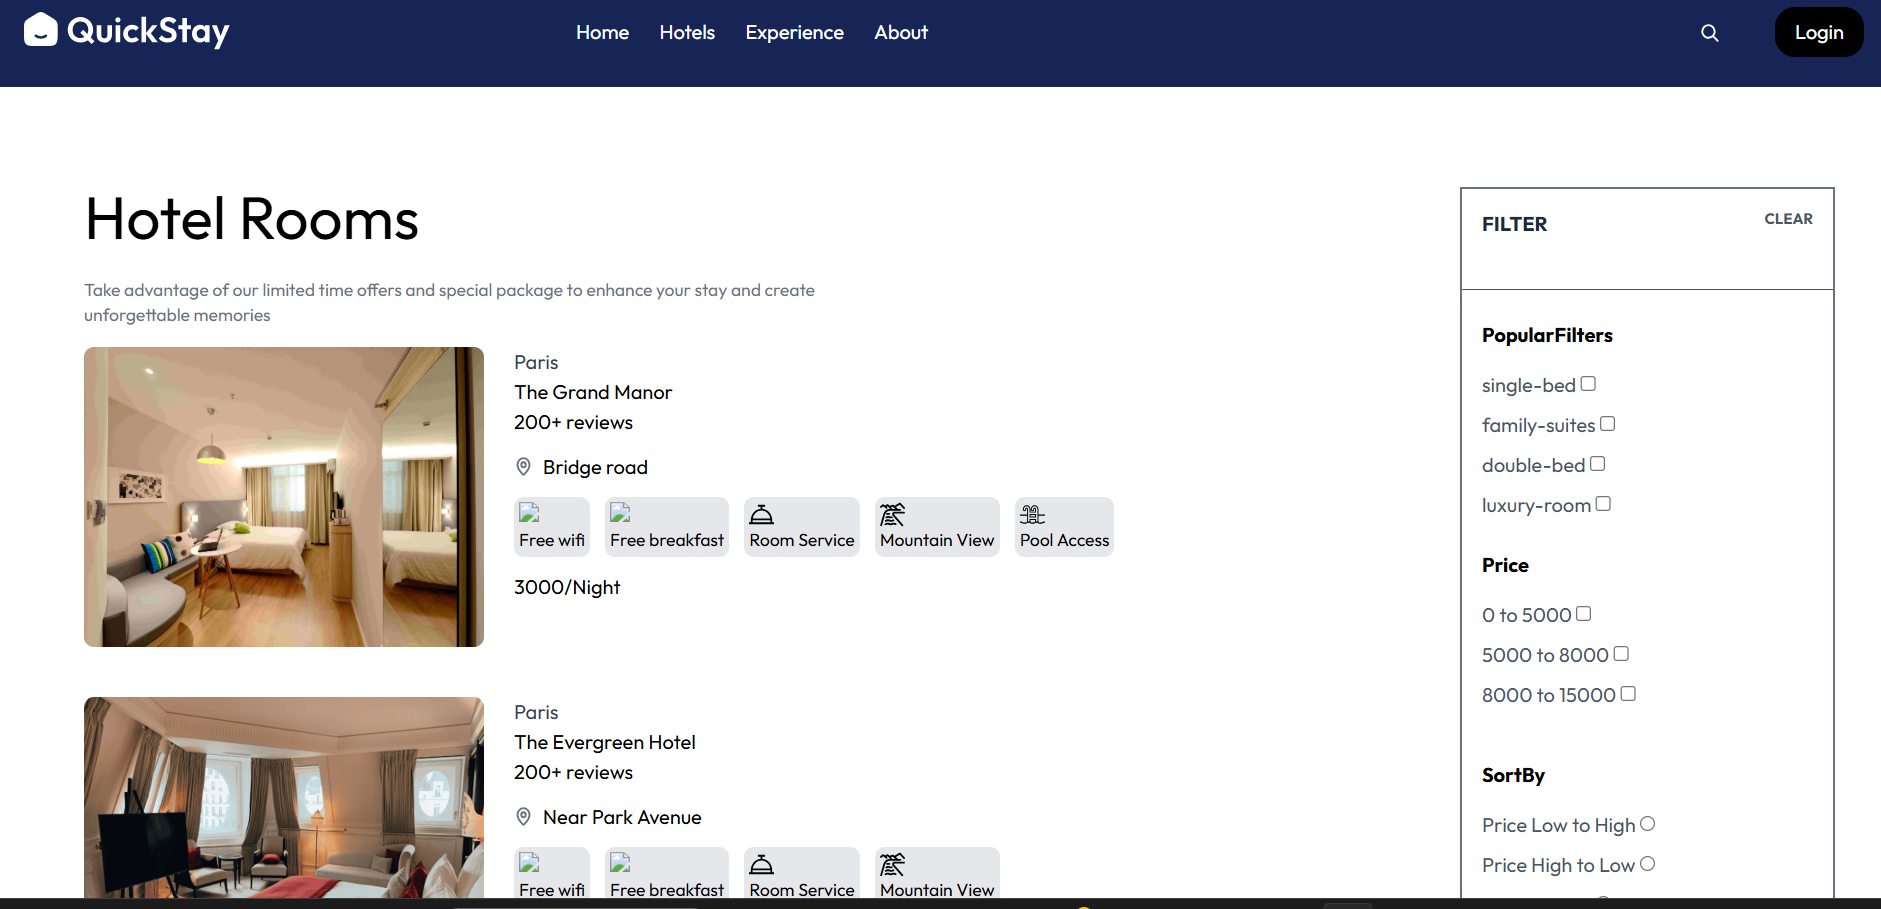 QuickStay
Home Hotels Experience About
Login
Hotel Rooms
Take advantage of our limited time offers and special package to enhance your stay and create
unforgettable memories
Paris
The Grand Manor
200+ reviews
Bridge road
Free wifi Free breakfast Room Service Mountain View Pool Access
3000/Night
Paris
The Evergreen Hotel
200+ reviews
Near Park Avenue
Free wifi Free breakfast Room Service Mountain View
FILTER CLEAR
PopularFilters
single-bed
family-suites
double-bed
luxury-room
Price
0 to 5000
5000 to 8000
8000 to 15000
SortBy
Price Low to High
Price High to Low